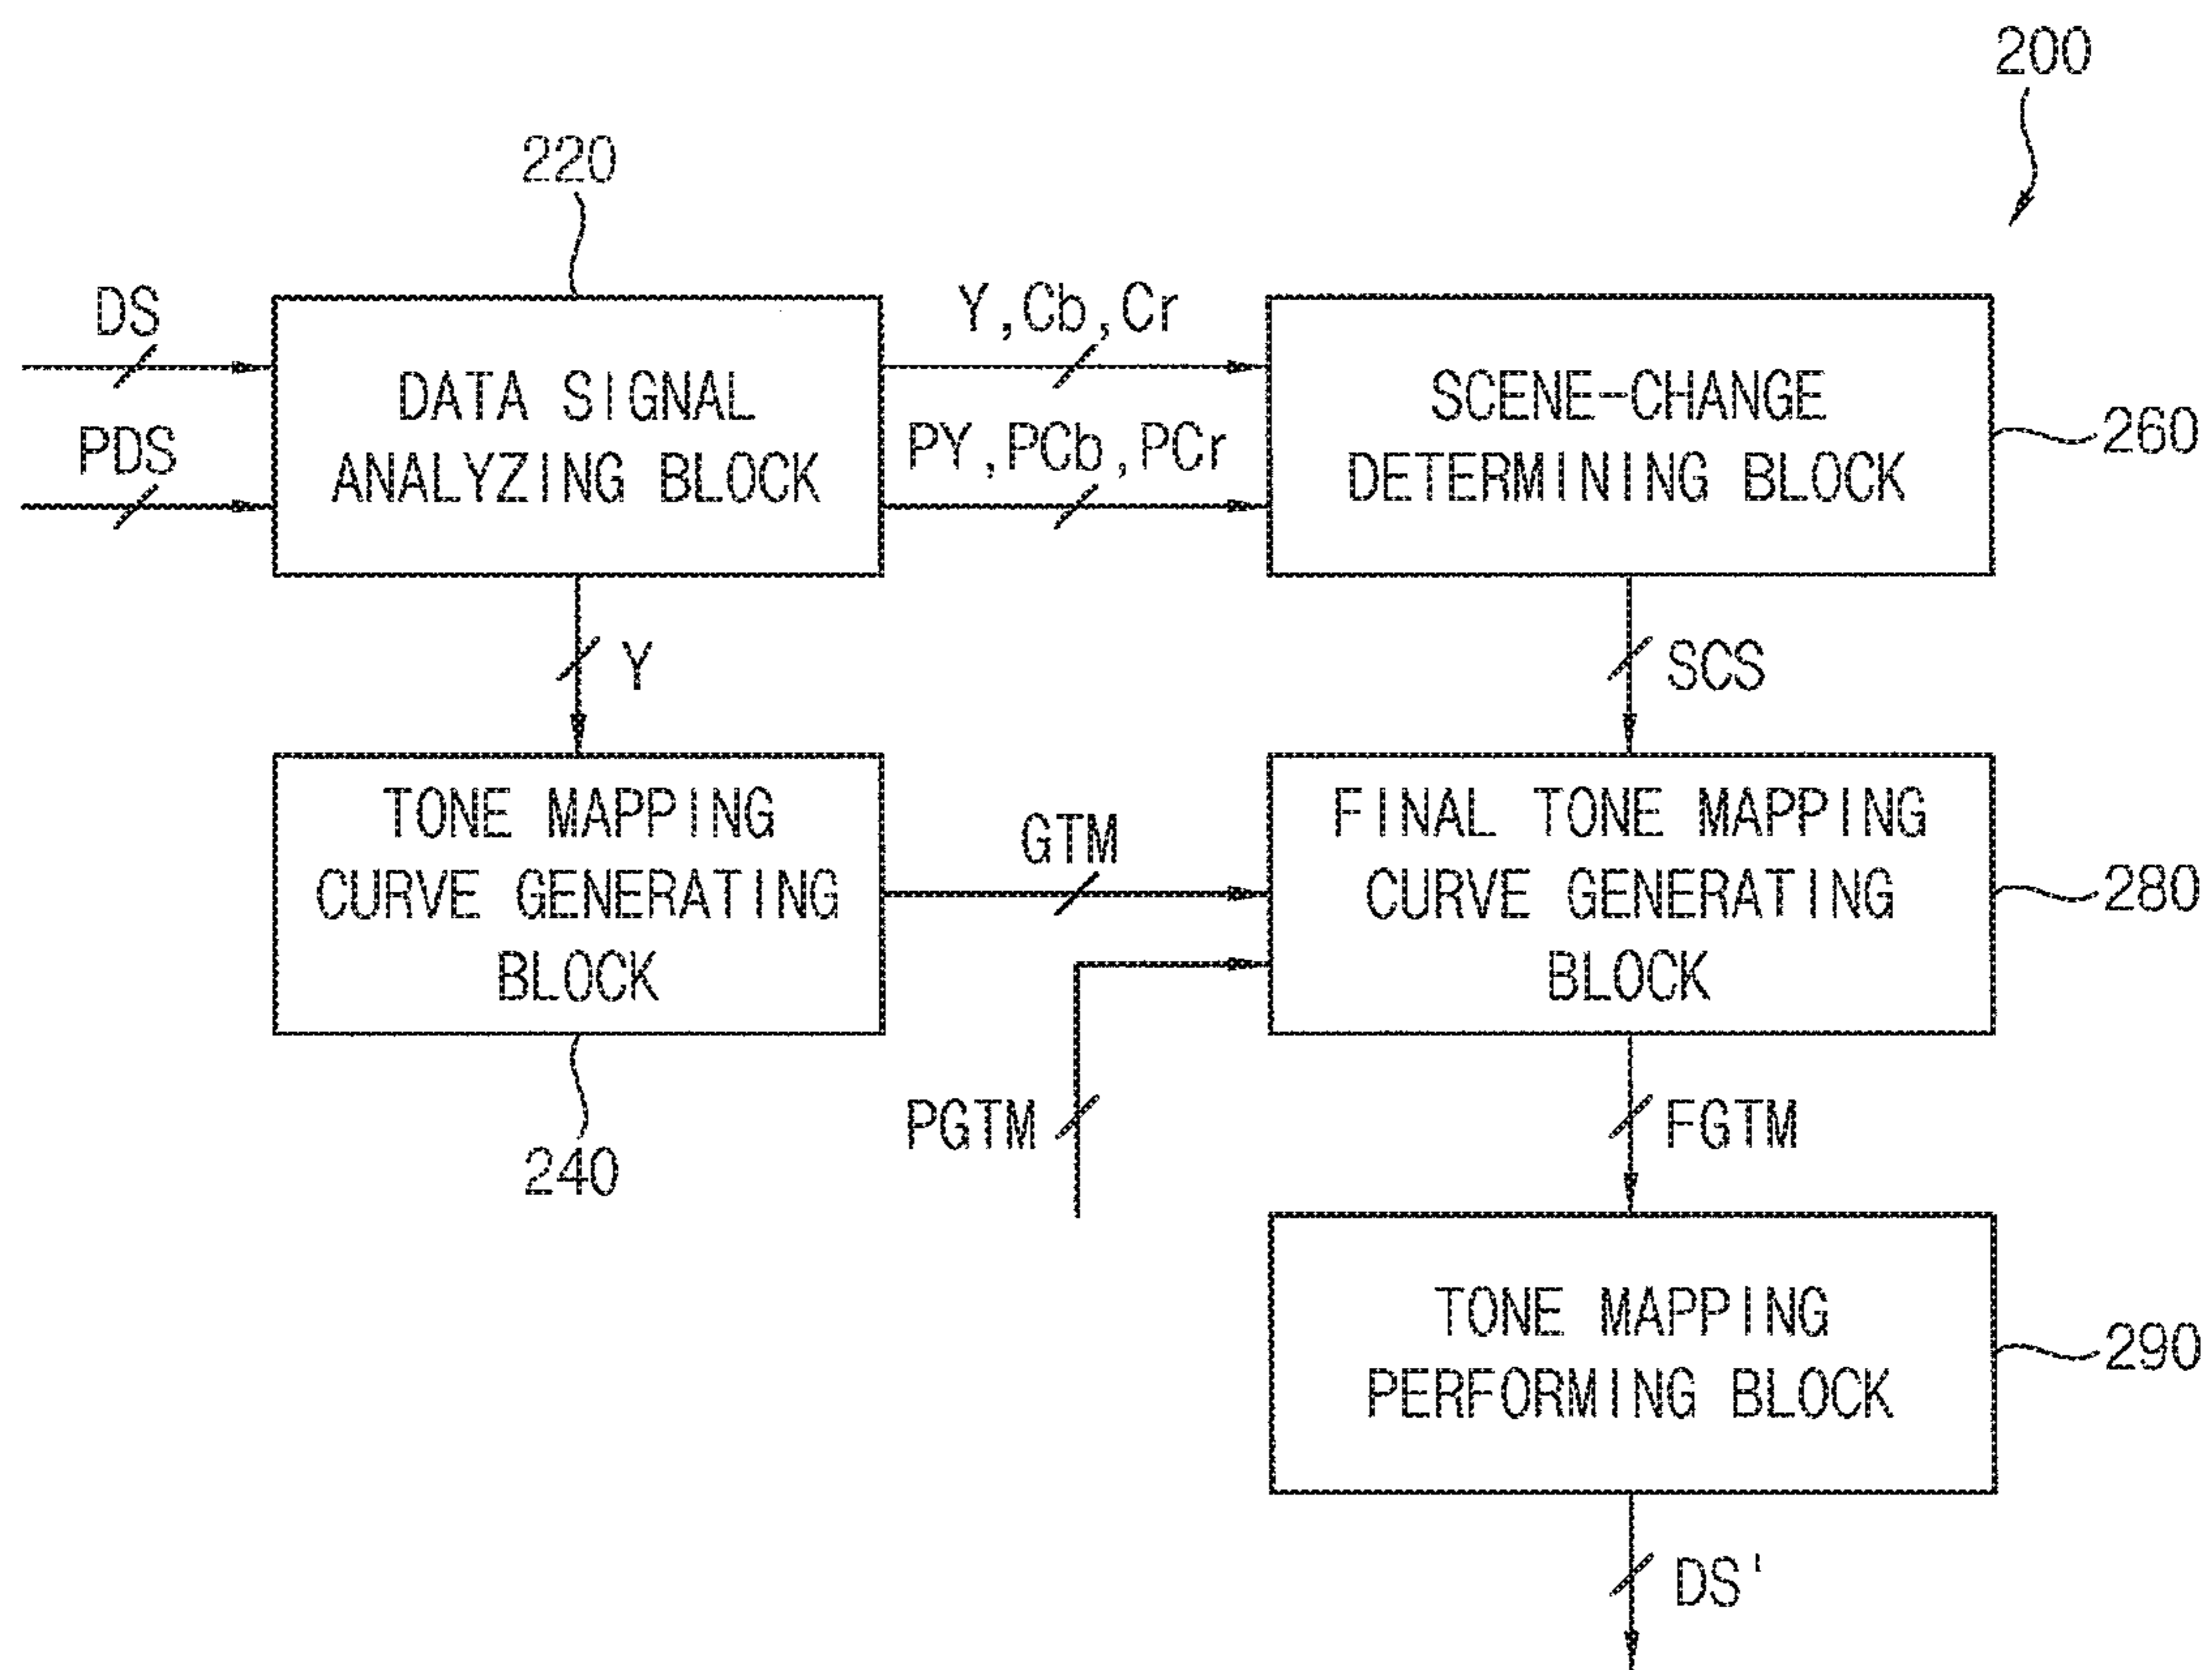 200
220
DS
PDS
DATA SIGNAL
ANALYZING BLOCK
Y,Cb,Cr
PY,PCb,PCr
SCENE-CHANGE
DETERMINING BLOCK
260
Y
SCS
TONE MAPPING
CURVE GENERATING
BLOCK
240
GTM
PGTM
FINAL TONE MAPPING
CURVE GENERATING
BLOCK
280
FGTM
TONE MAPPING
PERFORMING BLOCK
290
DS'